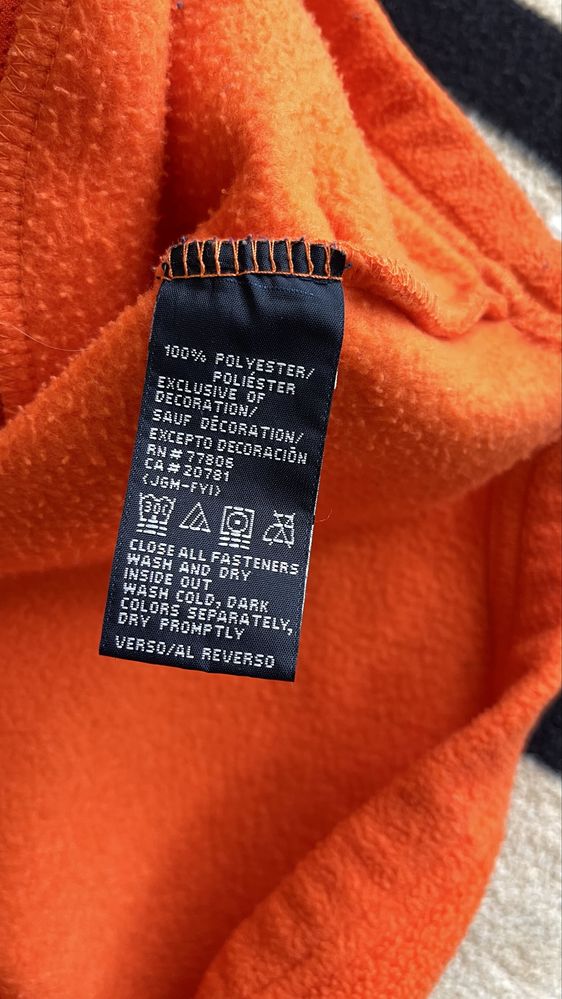 100% POLYESTER/
POLIÉSTER
EXCLUSIVE OF
DECORATION/
SAUF DÉCORATION/
EXCEPTO DECORACIÓN
RN#77806
CA#20781
(JGM-FYI)
30C
CLOSE ALL FASTENERS
WASH AND DRY
INSIDE OUT
WASH COLD, DARK
COLORS SEPARATELY,
DRY PROMPTLY
VERSO/AL REVERSO